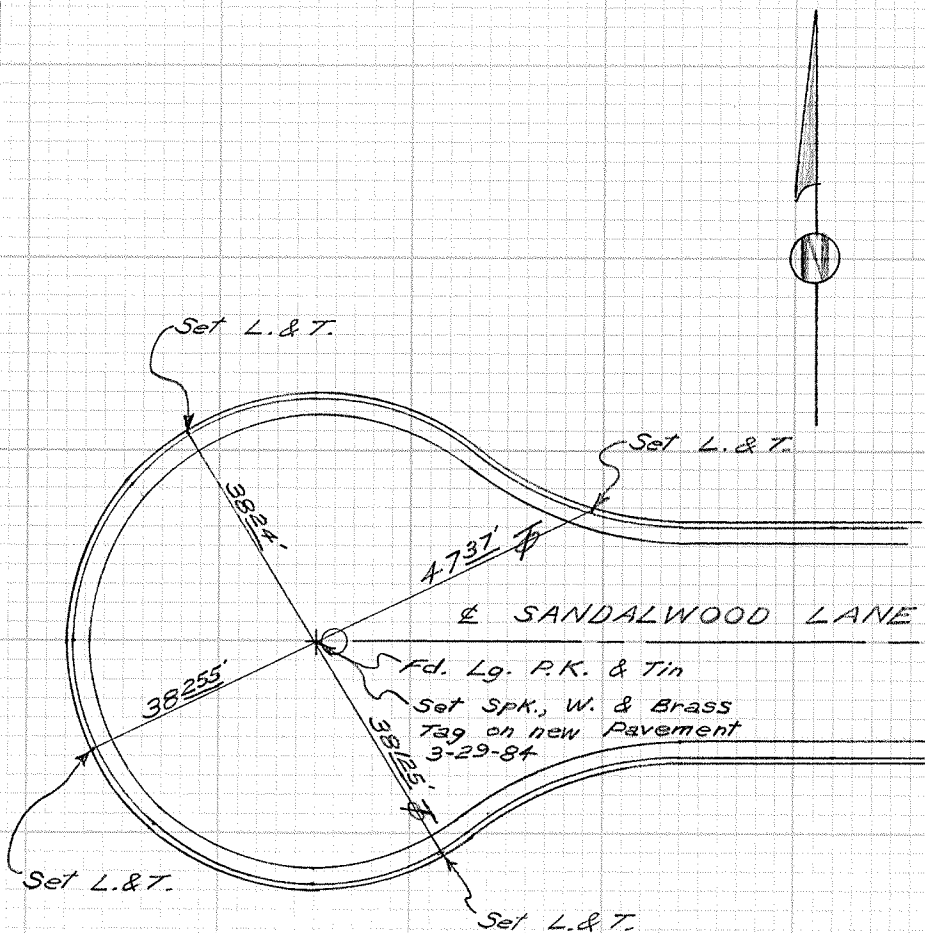 N
Set L. & T.
Set L. & T.
38 24'
47 37'
℄ SANDALWOOD LANE
Fd. Lg. P.K. & Tin
38 255'
Set Spk., W. & Brass
Tag on new Pavement
3-29-84
38 125'
Set L. & T.
Set L. & T.